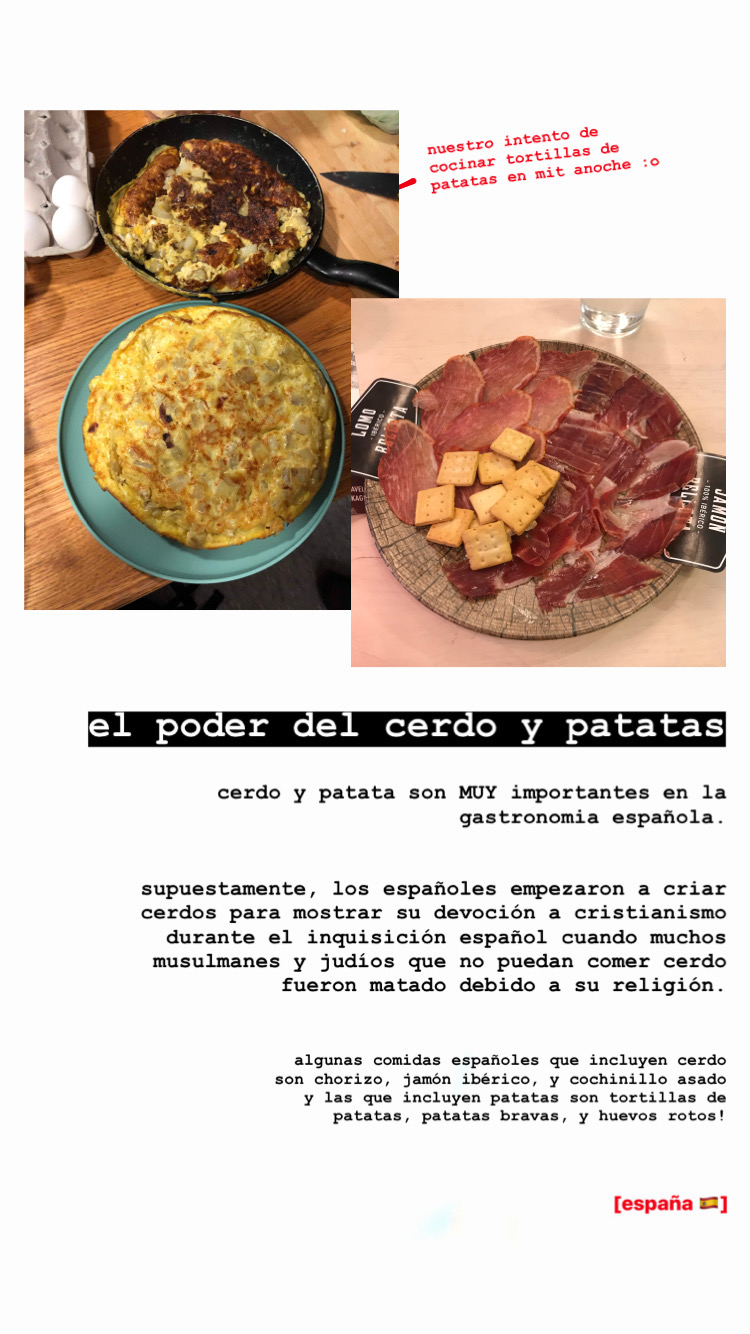 nuestro intento de
cocinar tortillas de
patatas en mit anoche :o
LOMO
IBÉRICO
JAMÓN
100% IBÉRICO
el poder del cerdo y patatas
cerdo y patata son MUY importantes en la
gastronomia española.
supuestamente, los españoles empezaron a criar
cerdos para mostrar su devoción a cristianismo
durante el inquisición español cuando muchos
musulmanes y judíos que no puedan comer cerdo
fueron matado debido a su religión.
algunas comidas españoles que incluyen cerdo
son chorizo, jamón ibérico, y cochinillo asado
y las que incluyen patatas son tortillas de
patatas, patatas bravas, y huevos rotos!
[españa 🇪🇸]